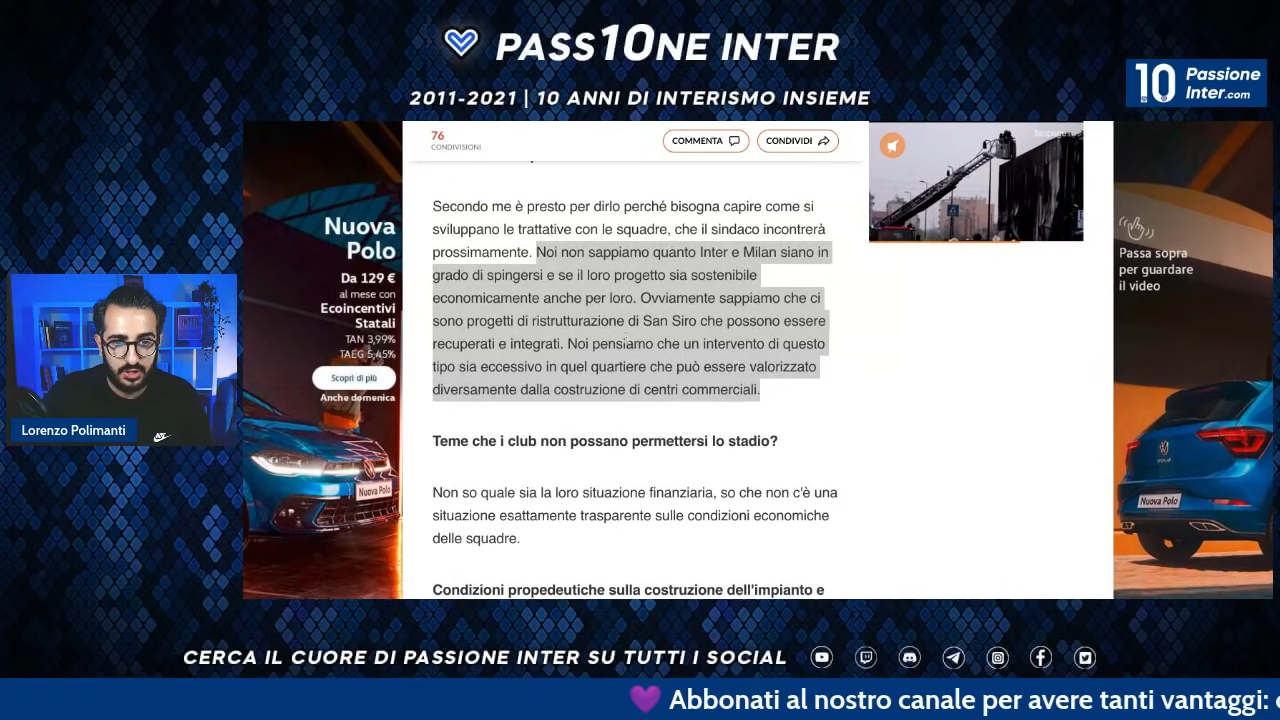 PASS10NE INTER
2011-2021 | 10 ANNI DI INTERISMO INSIEME
10 Passione
Inter.com
76
CONDIVISIONI
COMMENTA
CONDIVIDI
fanpage.it
Secondo me è presto per dirlo perché bisogna capire come si
sviluppano le trattative con le squadre, che il sindaco incontrerà
prossimamente. Noi non sappiamo quanto Inter e Milan siano in
grado di spingersi e se il loro progetto sia sostenibile
economicamente anche per loro. Ovviamente sappiamo che ci
sono progetti di ristrutturazione di San Siro che possono essere
recuperati e integrati. Noi pensiamo che un intervento di questo
tipo sia eccessivo in quel quartiere che può essere valorizzato
diversamente dalla costruzione di centri commerciali.
Teme che i club non possano permettersi lo stadio?
Non so quale sia la loro situazione finanziaria, so che non c'è una
situazione esattamente trasparente sulle condizioni economiche
delle squadre.
Condizioni propedeutiche sulla costruzione dell'impianto e
Nuova
Polo
Da 129 €
al mese con
Ecoincentivi
Statali
TAN 3,99%
TAEG 5,45%
Scopri di più
Anche domenica
Nuova Polo
Passa sopra
per guardare
il video
Nuova Polo
Lorenzo Polimanti
CERCA IL CUORE DI PASSIONE INTER SU TUTTI I SOCIAL
💜 Abbonati al nostro canale per avere tanti vantaggi: